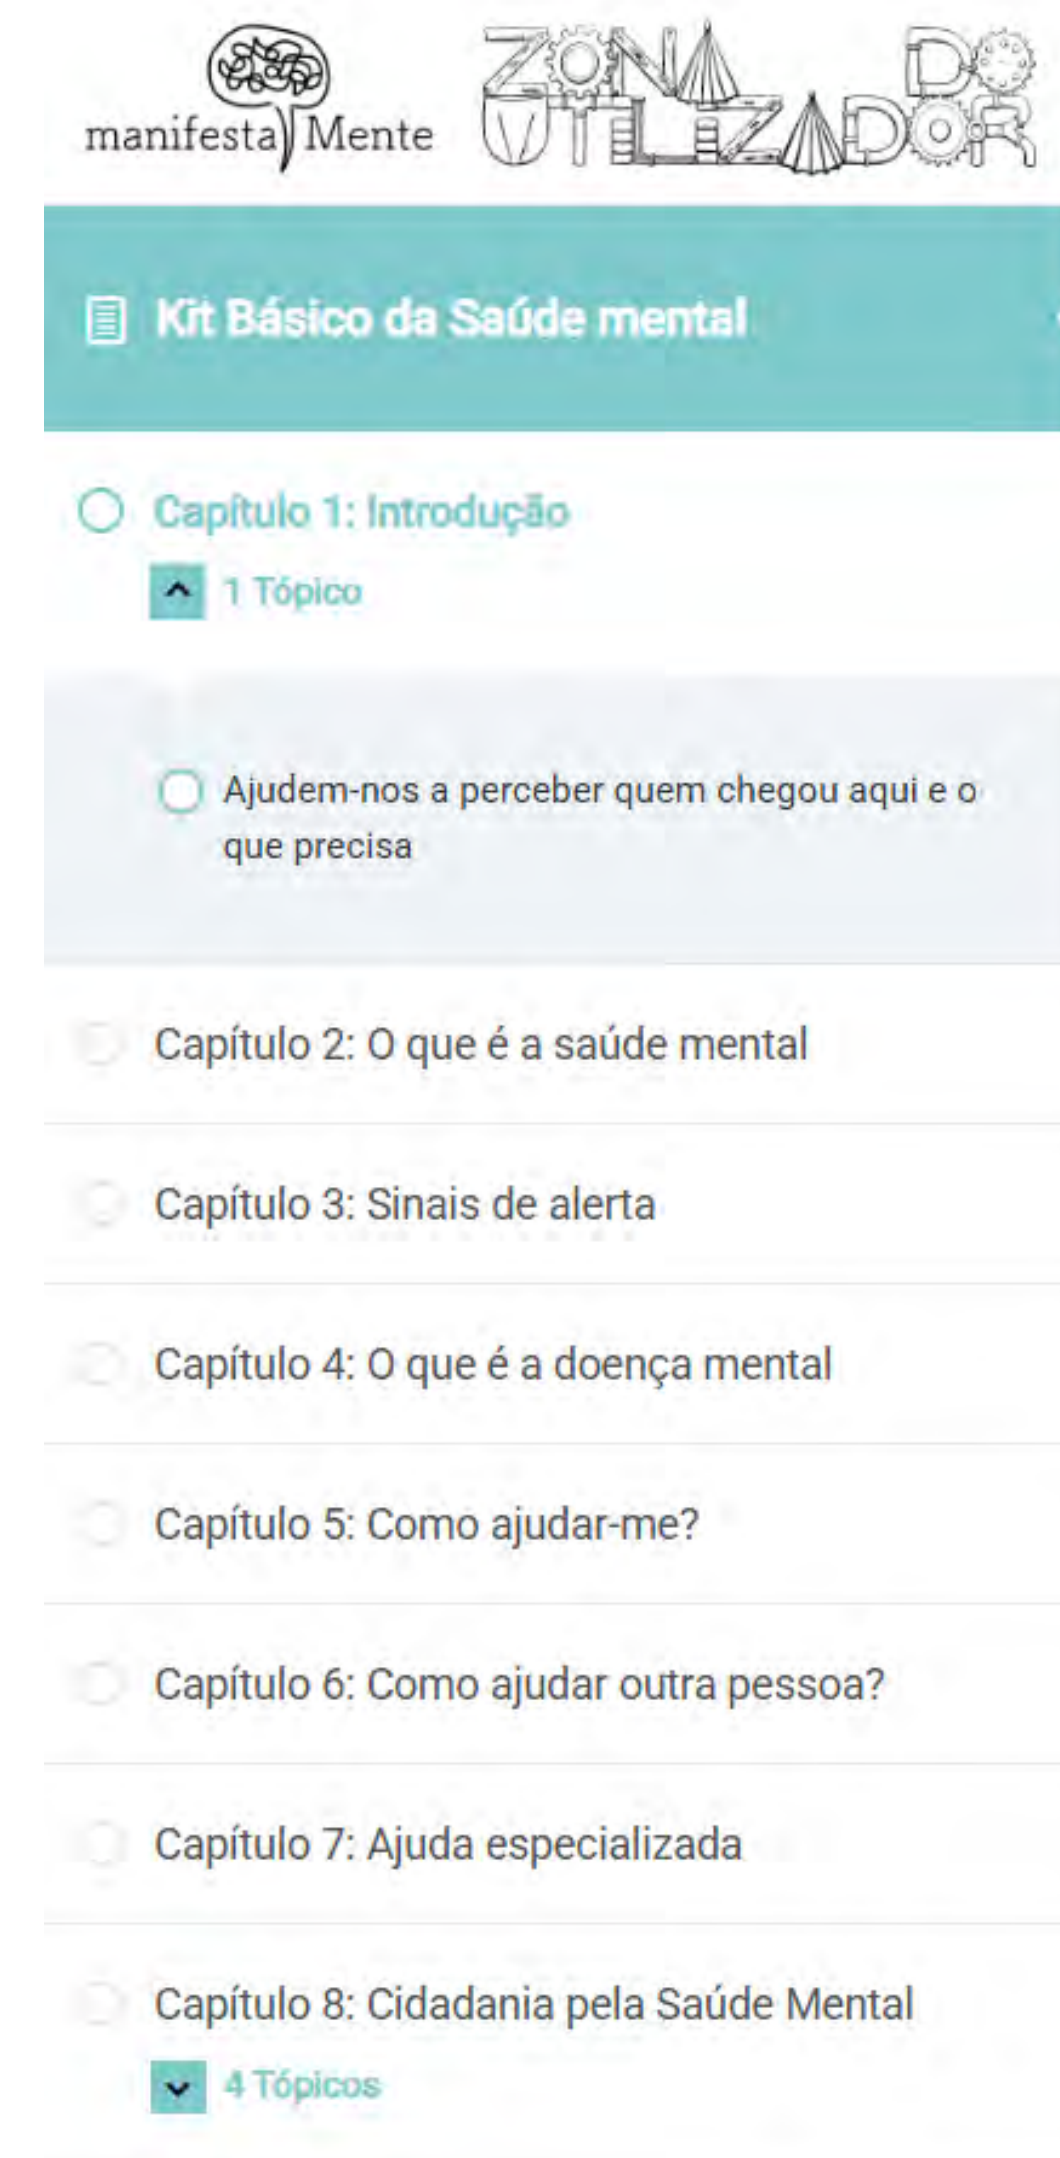 manifesta Mente
ZONA DO
UTILIZADOR
Kit Básico da Saúde mental
Capítulo 1: Introdução
1 Tópico
Ajudem-nos a perceber quem chegou aqui e o
que precisa
Capítulo 2: O que é a saúde mental
Capítulo 3: Sinais de alerta
Capítulo 4: O que é a doença mental
Capítulo 5: Como ajudar-me?
Capítulo 6: Como ajudar outra pessoa?
Capítulo 7: Ajuda especializada
Capítulo 8: Cidadania pela Saúde Mental
4 Tópicos